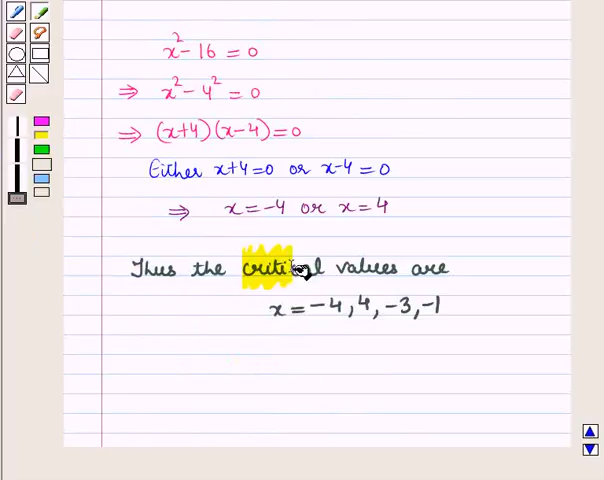 x² - 16 = 0
⇒ x² - 4² = 0
⇒ (x+4)(x-4) = 0
Either x+4=0 or x-4=0
⇒ x = -4 or x = 4
Thus the critical values are
x = -4, 4, -3, -1